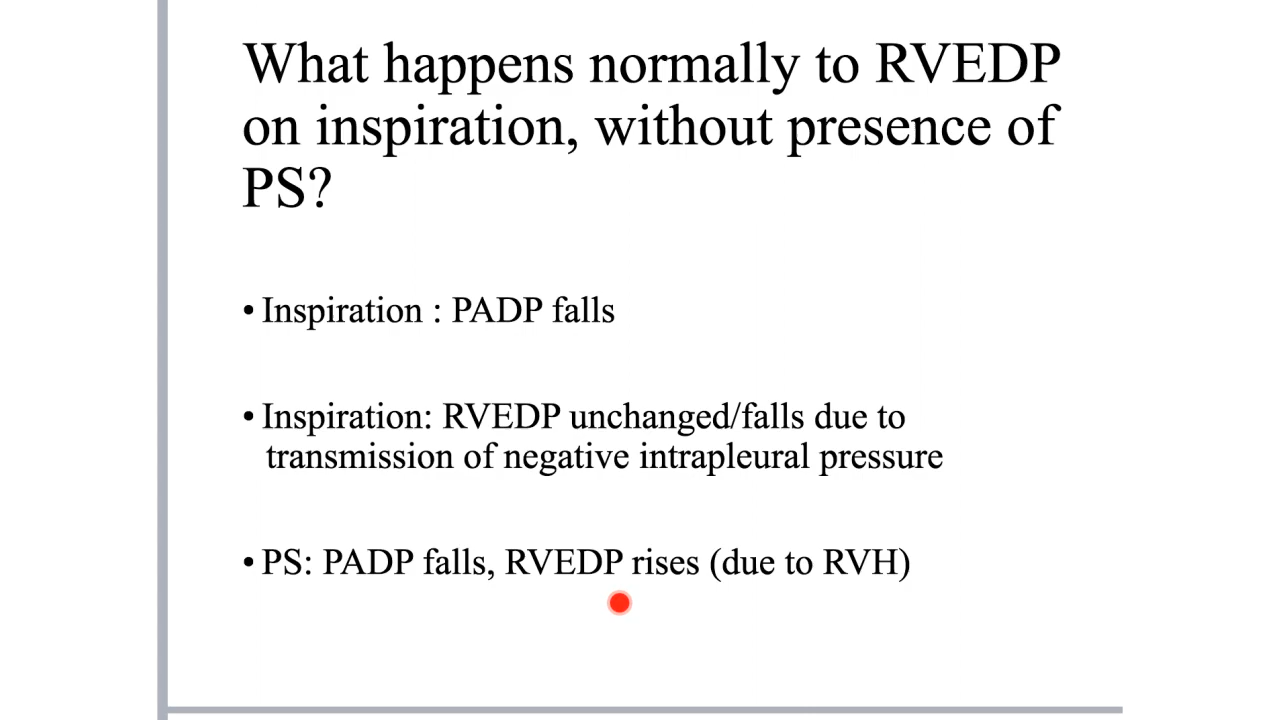 What happens normally to RVEDP
on inspiration, without presence of
PS?
• Inspiration : PADP falls
• Inspiration: RVEDP unchanged/falls due to
transmission of negative intrapleural pressure
• PS: PADP falls, RVEDP rises (due to RVH)